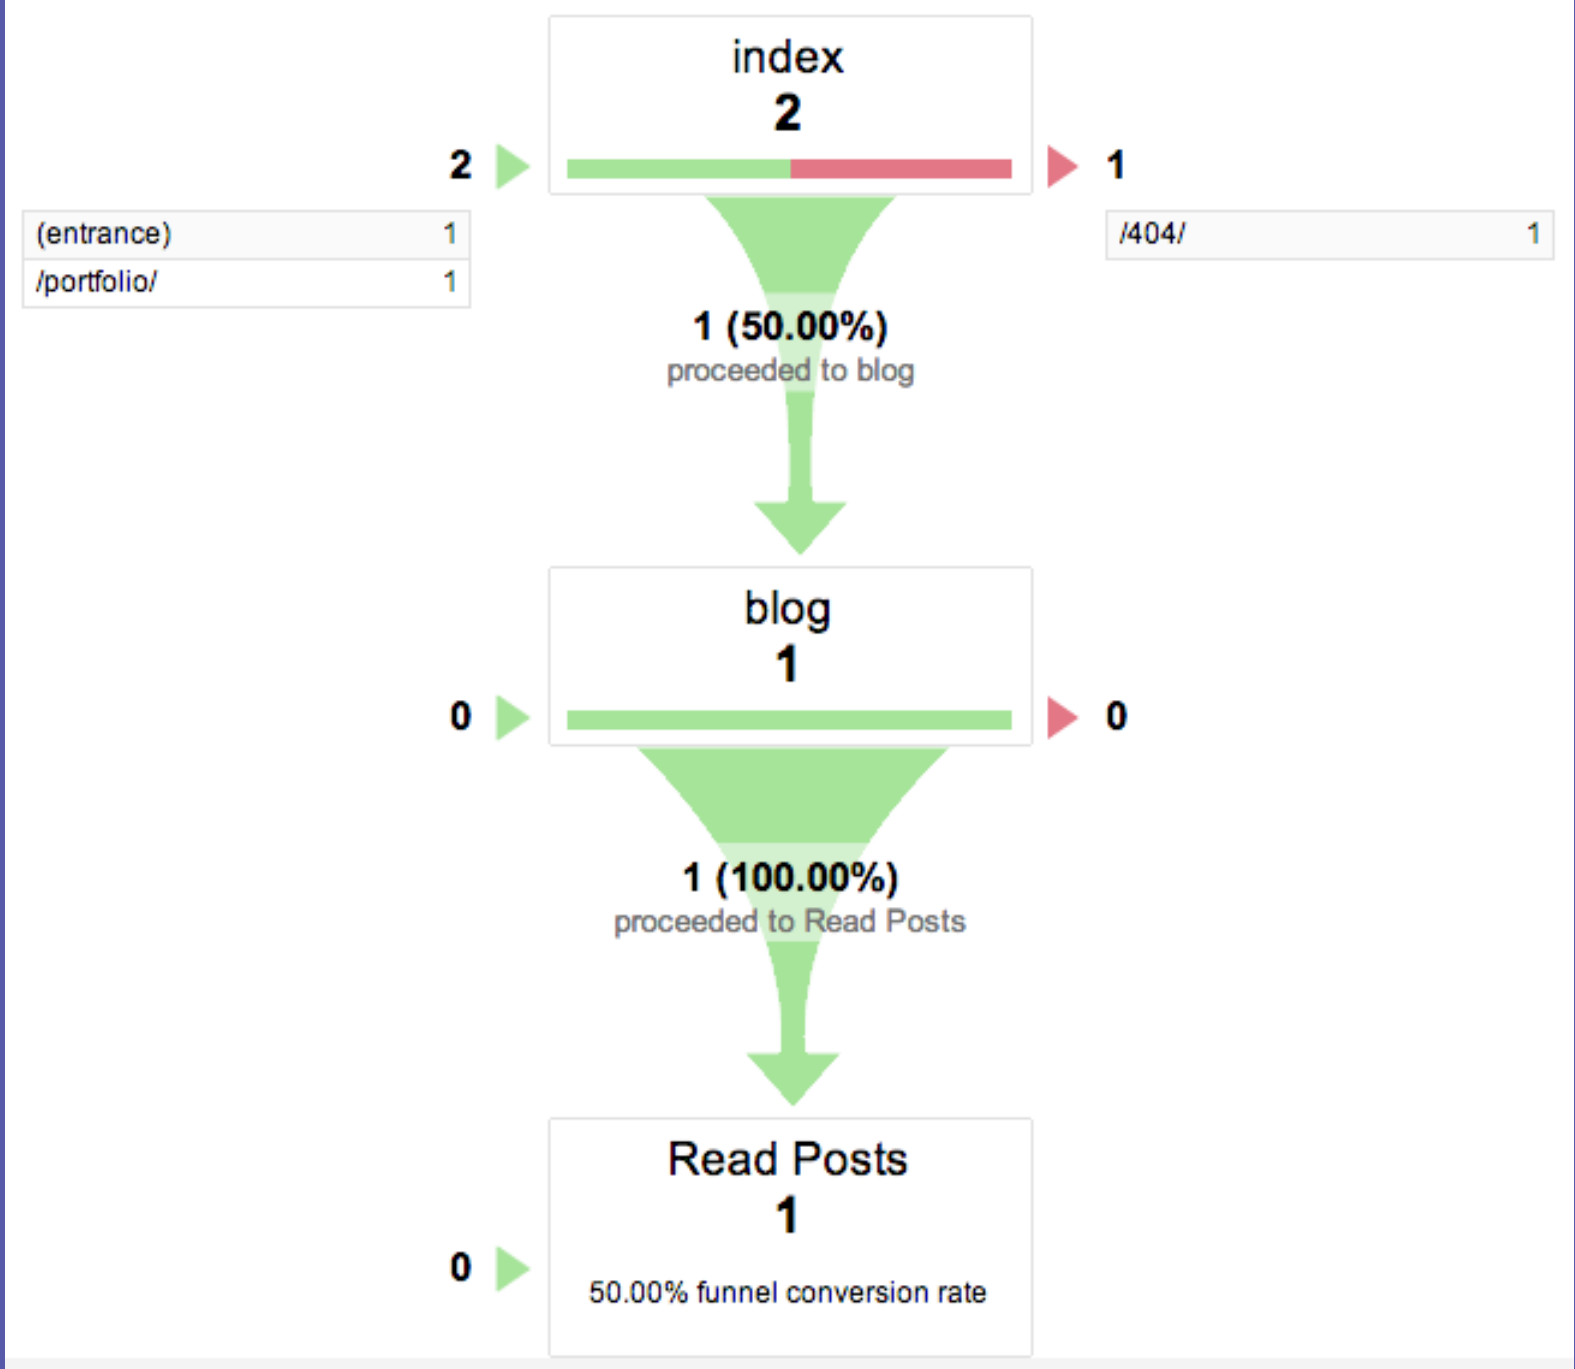 index
2
2
1
(entrance) 1
/portfolio/ 1
/404/ 1
1 (50.00%)
proceeded to blog
blog
1
0
0
1 (100.00%)
proceeded to Read Posts
Read Posts
1
0
50.00% funnel conversion rate